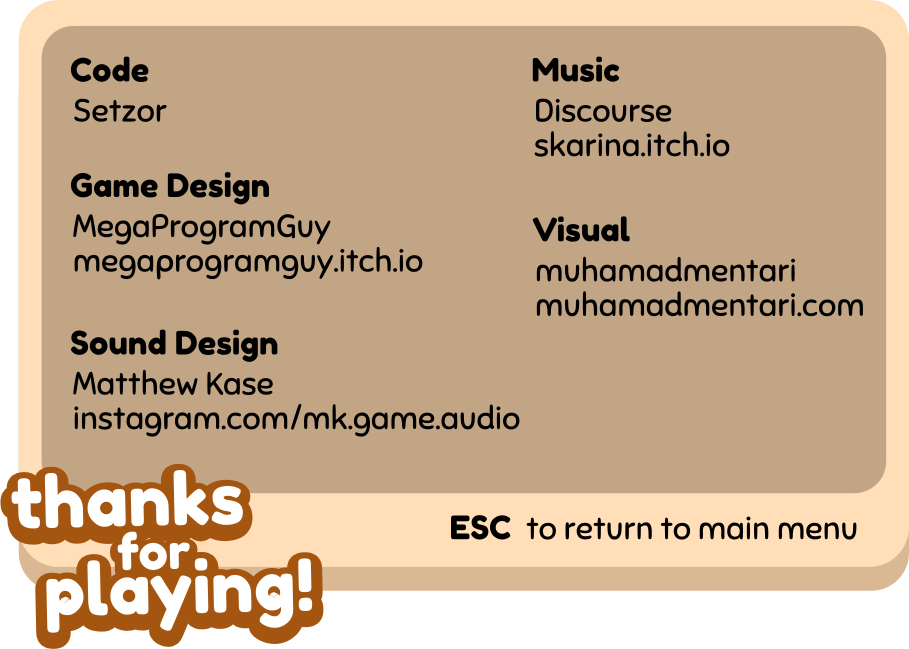 Code
Setzor
Game Design
MegaProgramGuy
megaprogramguy.itch.io
Sound Design
Matthew Kase
instagram.com/mk.game.audio
Music
Discourse
skarina.itch.io
Visual
muhamadmentari
muhamadmentari.com
thanks
for
playing!
ESC to return to main menu